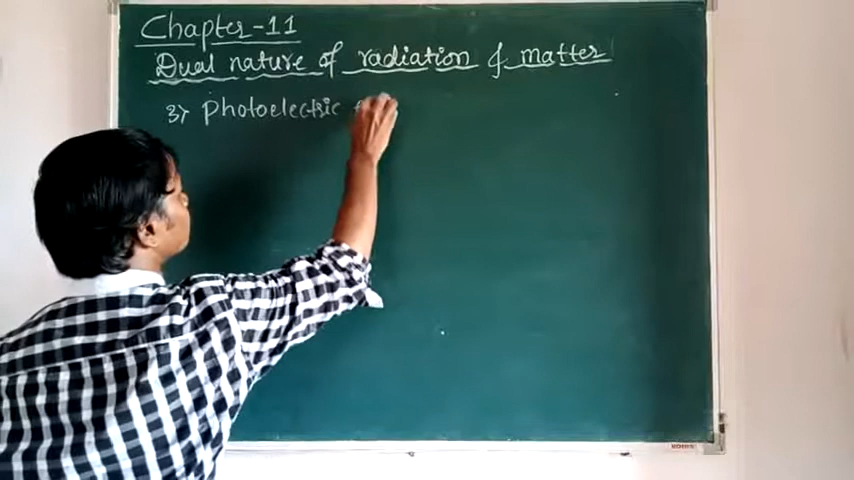 Chapter-11
Dual nature of radiation & matter
3) Photoelectric